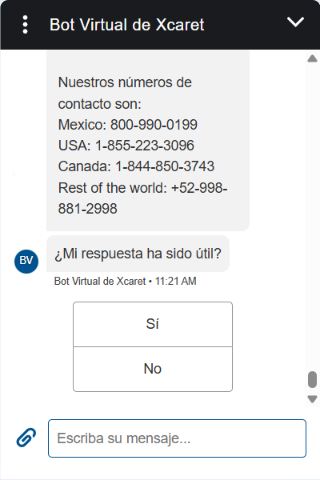 Bot Virtual de Xcaret
Nuestros números de
contacto son:
Mexico: 800-990-0199
USA: 1-855-223-3096
Canada: 1-844-850-3743
Rest of the world: +52-998-
881-2998
¿Mi respuesta ha sido útil?
BV
Bot Virtual de Xcaret • 11:21 AM
Sí
No
Escriba su mensaje...